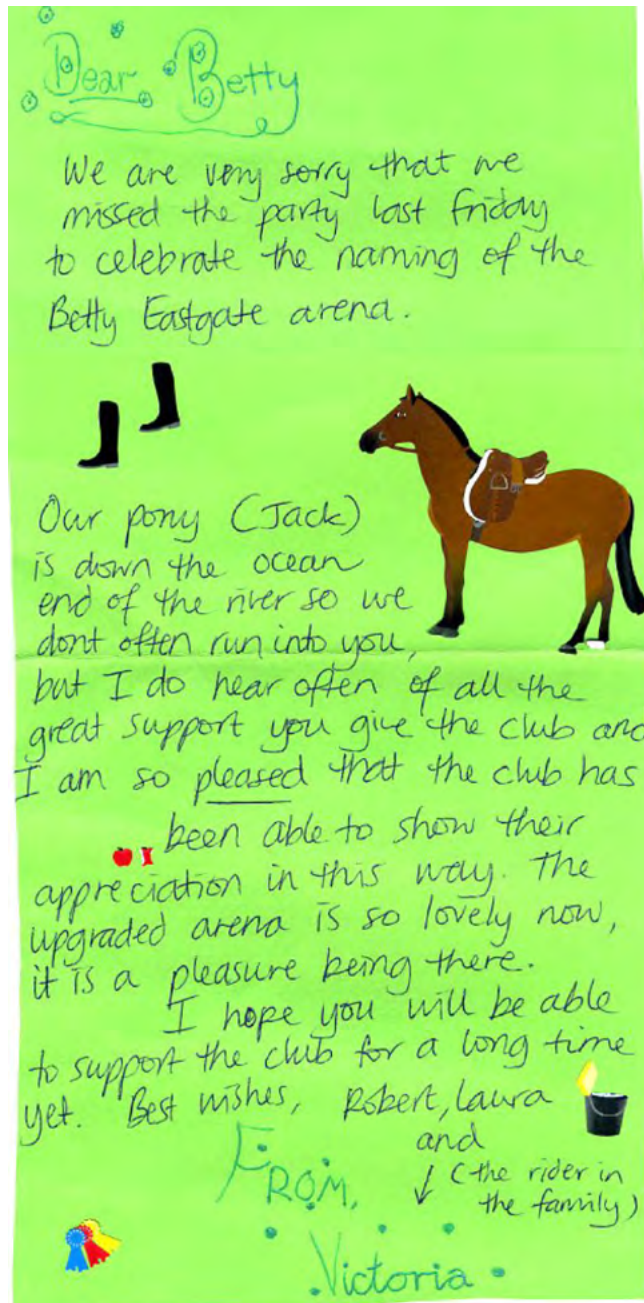 Dear Betty
We are very sorry that we
missed the party last friday
to celebrate the naming of the
Betty Eastgate arena.
Our pony (Jack)
is down the ocean
end of the river so we
dont often run into you,
but I do hear often of all the
great support you give the club and
I am so pleased that the club has
been able to show their
appreciation in this way. The
upgraded arena is so lovely now,
it is a pleasure being there.
I hope you will be able
to support the club for a long time
yet. Best wishes, Robert, Laura
and
(the rider in
the family)
FROM,
Victoria